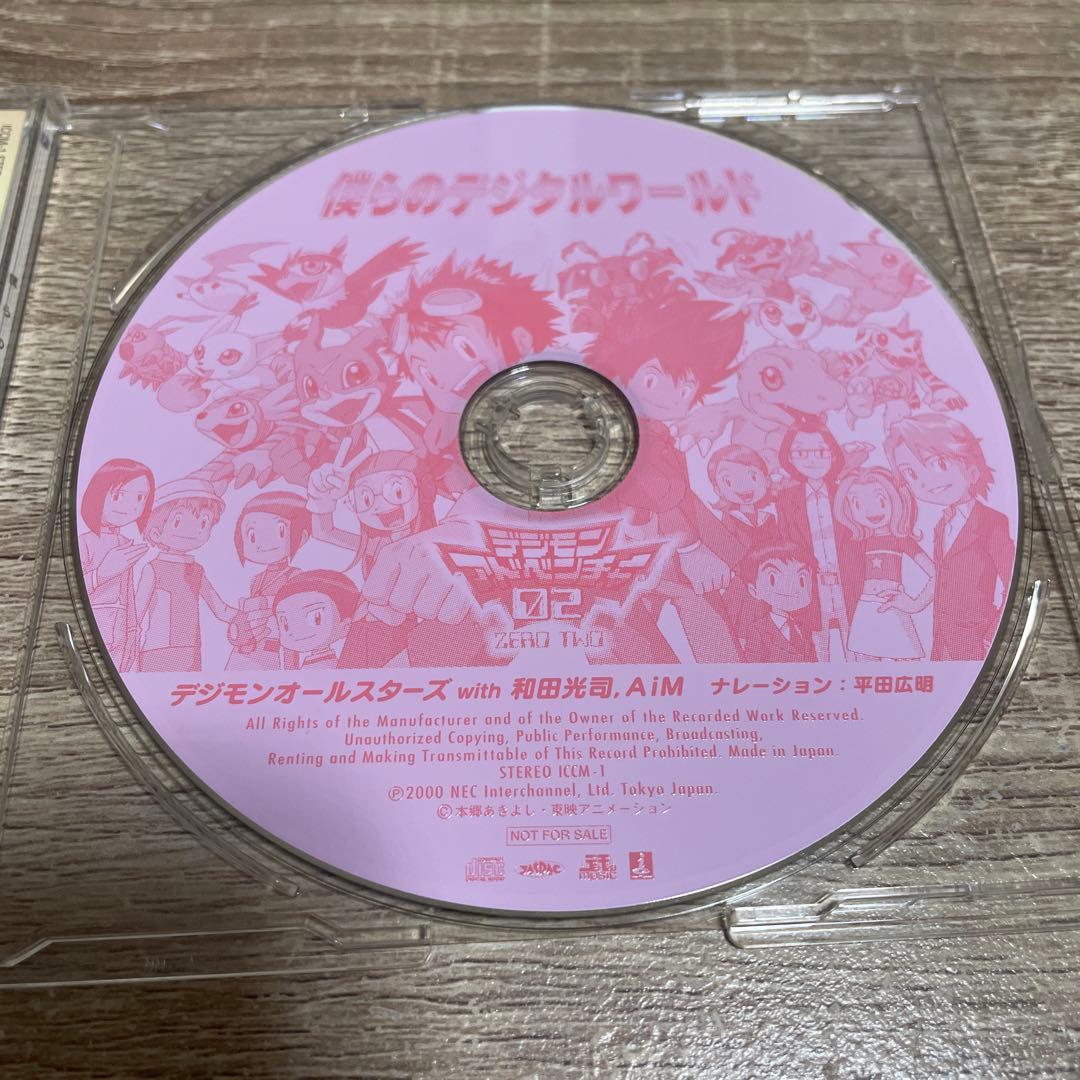 僕らのデジタルワールド
デジモン
アドベンチャー
02
ZERO TWO
デジモンオールスターズ with 和田光司, AiM ナレーション：平田広明
All Rights of the Manufacturer and of the Owner of the Recorded Work Reserved.
Unauthorized Copying, Public Performance, Broadcasting,
Renting and Making Transmittable of This Record Prohibited. Made in Japan.
STEREO ICCM-1
Ⓟ2000 NEC Interchannel, Ltd. Tokyo Japan.
©本郷あきよし・東映アニメーション
NOT FOR SALE
disc
JASRAC
music